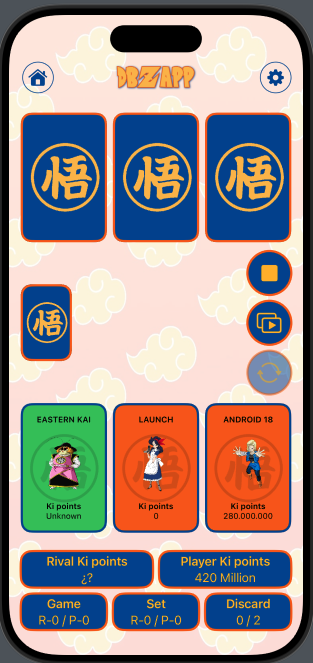 DBZAPP
悟 悟 悟
悟
EASTERN KAI
Ki points
Unknown
LAUNCH
Ki points
0
ANDROID 18
Ki points
280.000.000
Rival Ki points
¿?
Player Ki points
420 Million
Game
R-0 / P-0
Set
R-0 / P-0
Discard
0 / 2